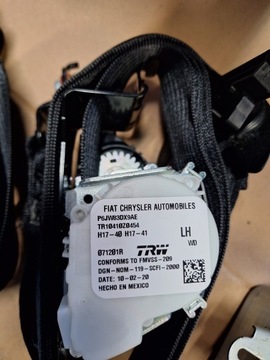 FIAT CHRYSLER AUTOMOBILES
P6JW83DX9AE
TR10410Z0454
H17-40 H17-41
LH
WD
071201R
TRW
CONFORMS TO FMVSS-209
DGN-NOM-119-SCFI-2000
DATE: 10-02-20
HECHO EN MEXICO